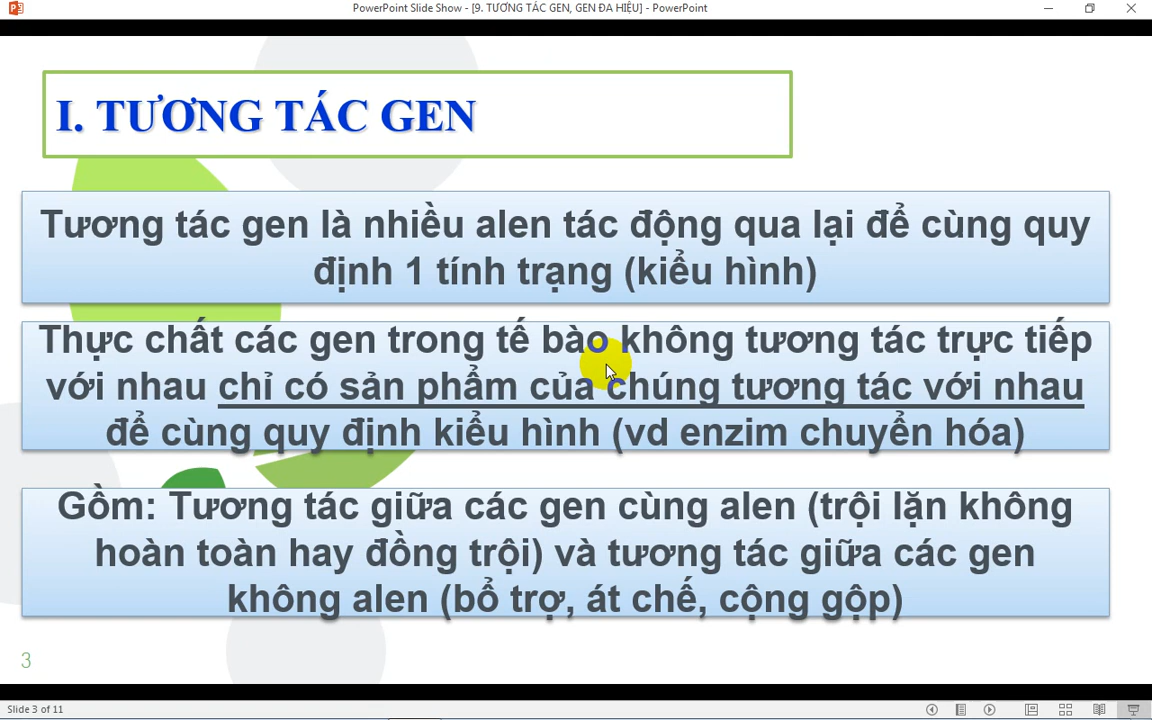 PowerPoint Slide Show - [9. TƯƠNG TÁC GEN, GEN ĐA HIỆU] - PowerPoint
I. TƯƠNG TÁC GEN
Tương tác gen là nhiều alen tác động qua lại để cùng quy
định 1 tính trạng (kiểu hình)
Thực chất các gen trong tế bào không tương tác trực tiếp
với nhau chỉ có sản phẩm của chúng tương tác với nhau
để cùng quy định kiểu hình (vd enzim chuyển hóa)
Gồm: Tương tác giữa các gen cùng alen (trội lặn không
hoàn toàn hay đồng trội) và tương tác giữa các gen
không alen (bổ trợ, át chế, cộng gộp)
3
Slide 3 of 11